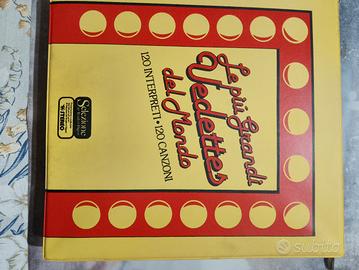 Le più Grandi
Vedettes
del Mondo
120 INTERPRETI • 120 CANZONI
Selezione
STEREO
subito